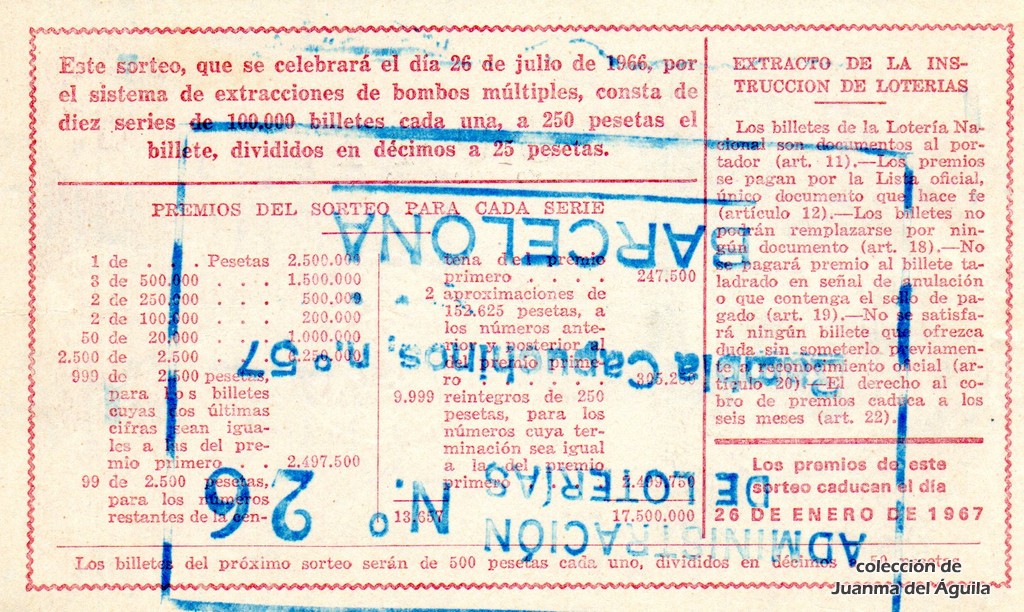 Este sorteo, que se celebrará el día 26 de julio de 1966, por
el sistema de extracciones de bombos múltiples, consta de
diez series de 100.000 billetes cada una, a 250 pesetas el
billete, divididos en décimos a 25 pesetas.
PREMIOS DEL SORTEO PARA CADA SERIE
1 de . . . Pesetas 2.500.000
3 de 500.000 . . . 1.500.000
2 de 250.000 . . . 500.000
2 de 100.000 . . . 200.000
50 de 20.000 . . . 1.000.000
2.500 de 2.500 . . . 6.250.000
999 de 2.500 pesetas,
para los billetes
cuyas dos últimas
cifras sean igua-
les a las del pre-
mio primero . . 2.497.500
99 de 2.500 pesetas,
para los números
restantes de la cen-
tena del premio
primero . . . . . 247.500
2 aproximaciones de
152.625 pesetas, a
los números ante-
rior y posterior al
del premio prime-
ro . . . . . . . 305.250
9.999 reintegros de 250
pesetas, para los
números cuya ter-
minación sea igual
a la del premio
primero . . . . 2.499.750
13.657 17.500.000
EXTRACTO DE LA INS-
TRUCCION DE LOTERIAS
Los billetes de la Lotería Na-
cional son documentos al por-
tador (art. 11).—Los premios
se pagan por la Lista oficial,
único documento que hace fe
(artículo 12).—Los billetes no
podrán remplazarse por nin-
gún documento (art. 18).—No
se pagará premio al billete ta-
ladrado en señal de anulación
o que contenga el sello de pa-
gado (art. 19).—No se satisfa-
rá ningún billete que ofrezca
duda sin someterlo previamen-
te a reconocimiento oficial (ar-
tículo 20).—El derecho al co-
bro de premios caduca a los
seis meses (art. 22).
Los premios de este
sorteo caducan el día
26 DE ENERO DE 1967
Los billetes del próximo sorteo serán de 500 pesetas cada uno, divididos en décimos a 50 pesetas
ADMINISTRACIÓN
DE LOTERÍAS
N.º 26
Rambla Capuchinos, nº 57
BARCELONA
colección de
Juanma del Águila